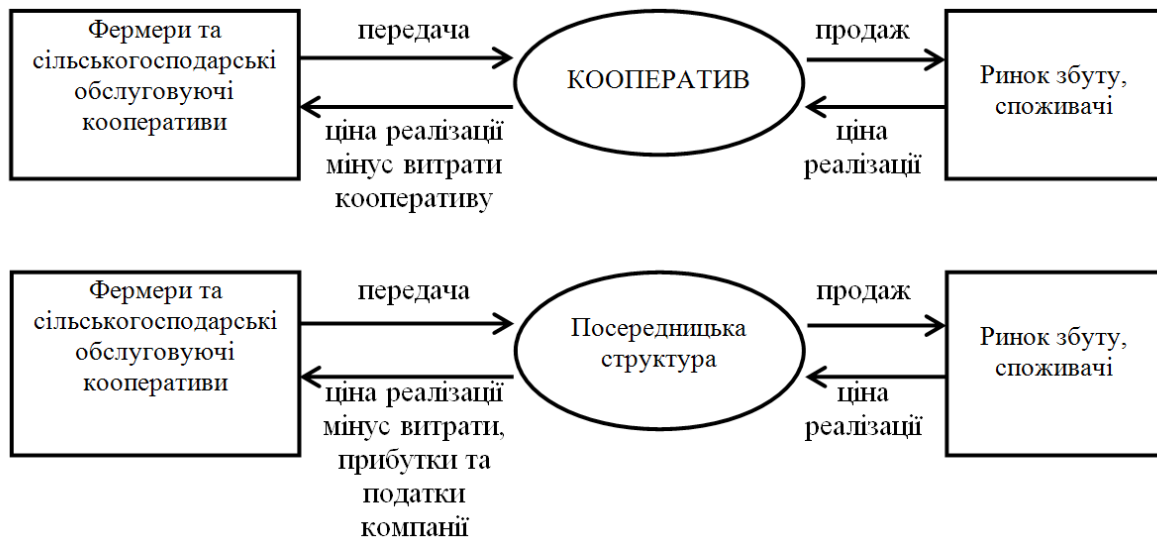 Фермери та
сільськогосподарські
обслуговуючі
кооперативи
передача
ціна реалізації
мінус витрати
кооперативу
КООПЕРАТИВ
продаж
ціна
реалізації
Ринок збуту,
споживачі
Фермери та
сільськогосподарські
обслуговуючі
кооперативи
передача
ціна реалізації
мінус витрати,
прибутки та
податки
компанії
Посередницька
структура
продаж
ціна
реалізації
Ринок збуту,
споживачі